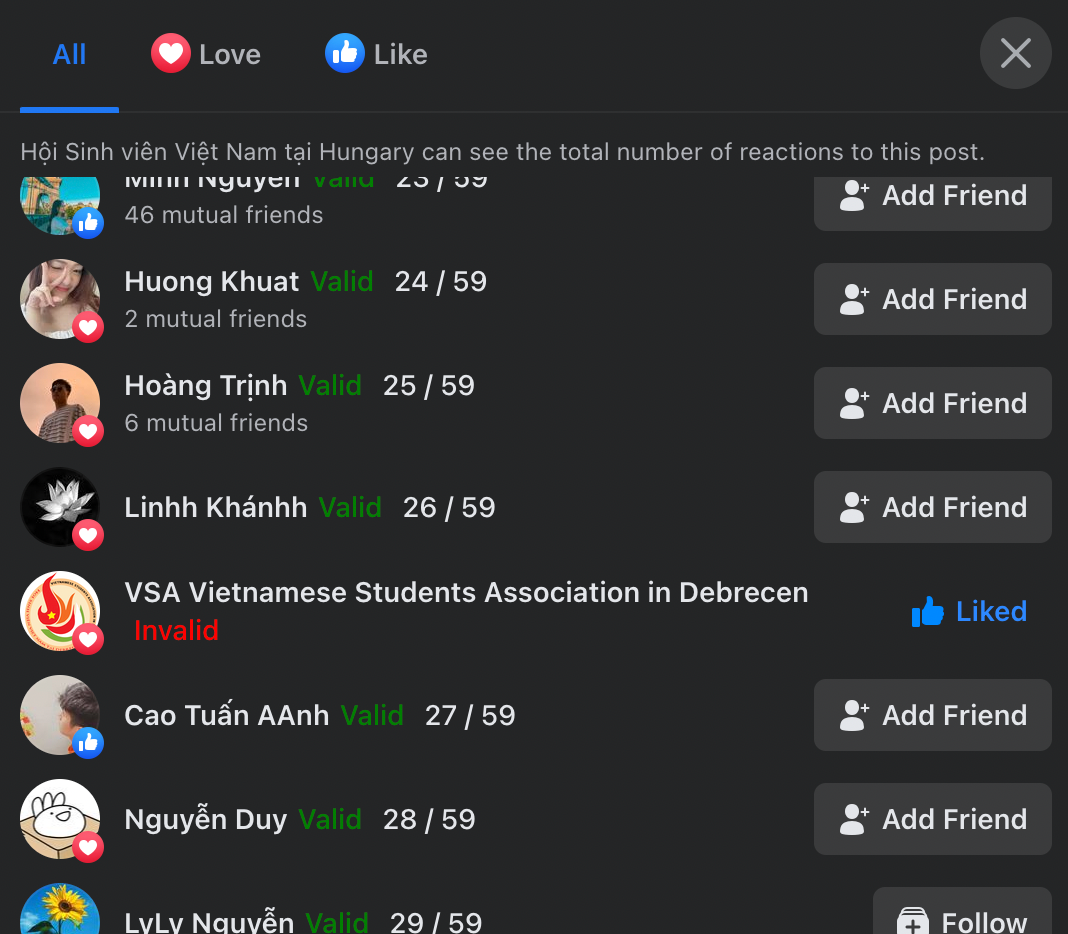 All
Love
Like
Hội Sinh viên Việt Nam tại Hungary can see the total number of reactions to this post.
Minh Nguyen Valid 23 / 59
46 mutual friends
Add Friend
Huong Khuat Valid 24 / 59
2 mutual friends
Add Friend
Hoàng Trịnh Valid 25 / 59
6 mutual friends
Add Friend
Linhh Khánhh Valid 26 / 59
Add Friend
VSA Vietnamese Students Association in Debrecen
Invalid
Liked
Cao Tuấn AAnh Valid 27 / 59
Add Friend
Nguyễn Duy Valid 28 / 59
Add Friend
LyLy Nguyễn Valid 29 / 59
Follow